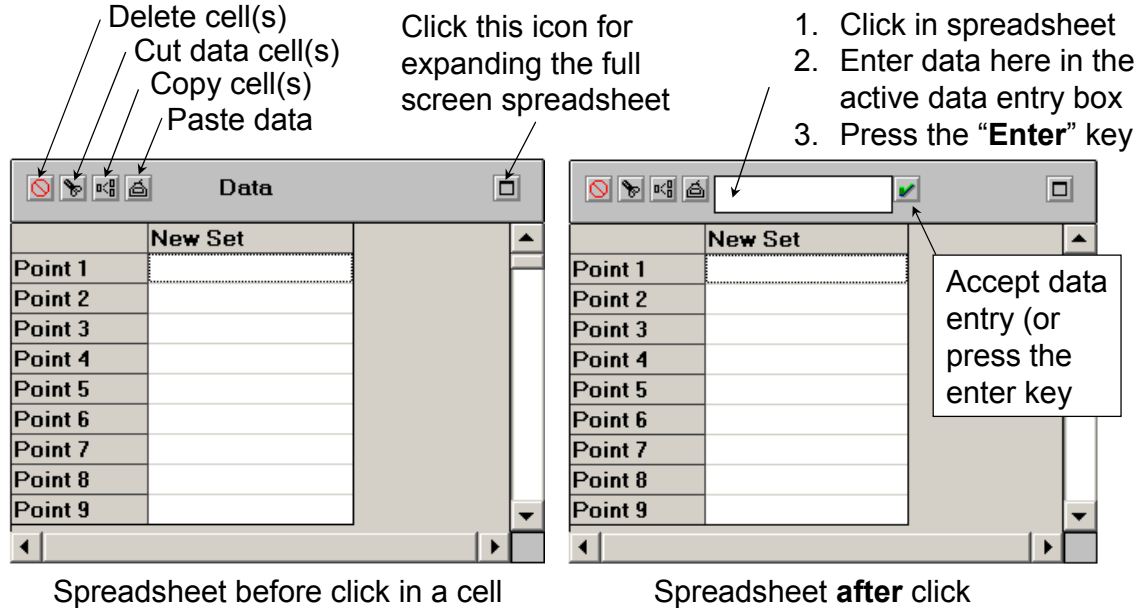 Delete cell(s)
Cut data cell(s)
Copy cell(s)
Paste data
Click this icon for
expanding the full
screen spreadsheet
1. Click in spreadsheet
2. Enter data here in the
active data entry box
3. Press the “Enter” key
Data
New Set
Point 1
Point 2
Point 3
Point 4
Point 5
Point 6
Point 7
Point 8
Point 9
Spreadsheet before click in a cell
New Set
Point 1
Point 2
Point 3
Point 4
Point 5
Point 6
Point 7
Point 8
Point 9
Accept data
entry (or
press the
enter key
Spreadsheet after click